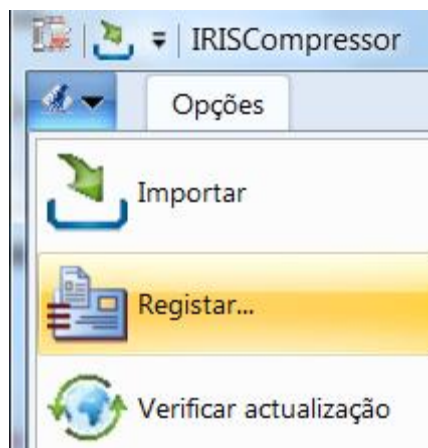 IRISCompressor
Opções
Importar
Registar...
Verificar actualização